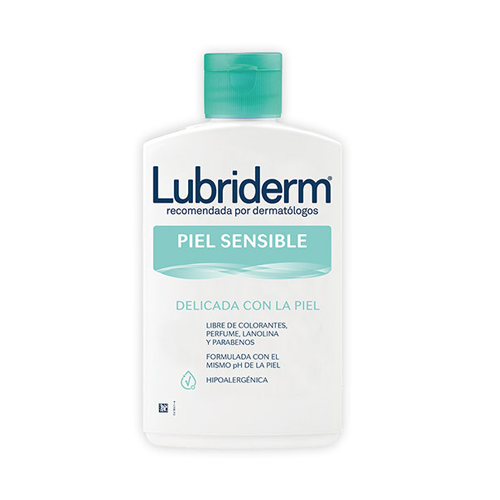 Lubriderm®
recomendada por dermatólogos
PIEL SENSIBLE
DELICADA CON LA PIEL
LIBRE DE COLORANTES,
PERFUME, LANOLINA
Y PARABENOS
FORMULADA CON EL
MISMO pH DE LA PIEL
HIPOALERGÉNICA